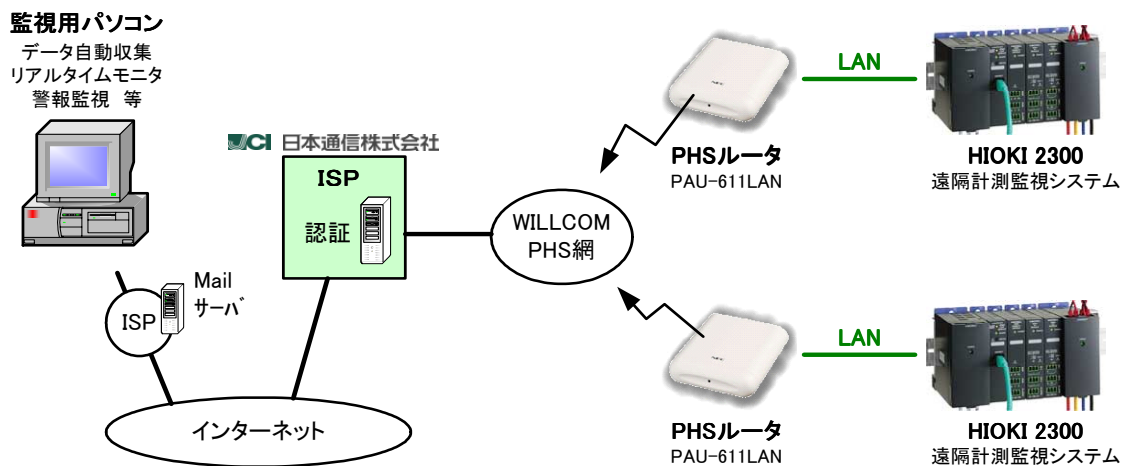 監視用パソコン
データ自動収集
リアルタイムモニタ
警報監視 等
JCI 日本通信株式会社
ISP
認証
Mail
サーバ
ISP
インターネット
WILLCOM
PHS網
PHSルータ
PAU-611LAN
LAN
HIOKI 2300
遠隔計測監視システム
PHSルータ
PAU-611LAN
LAN
HIOKI 2300
遠隔計測監視システム